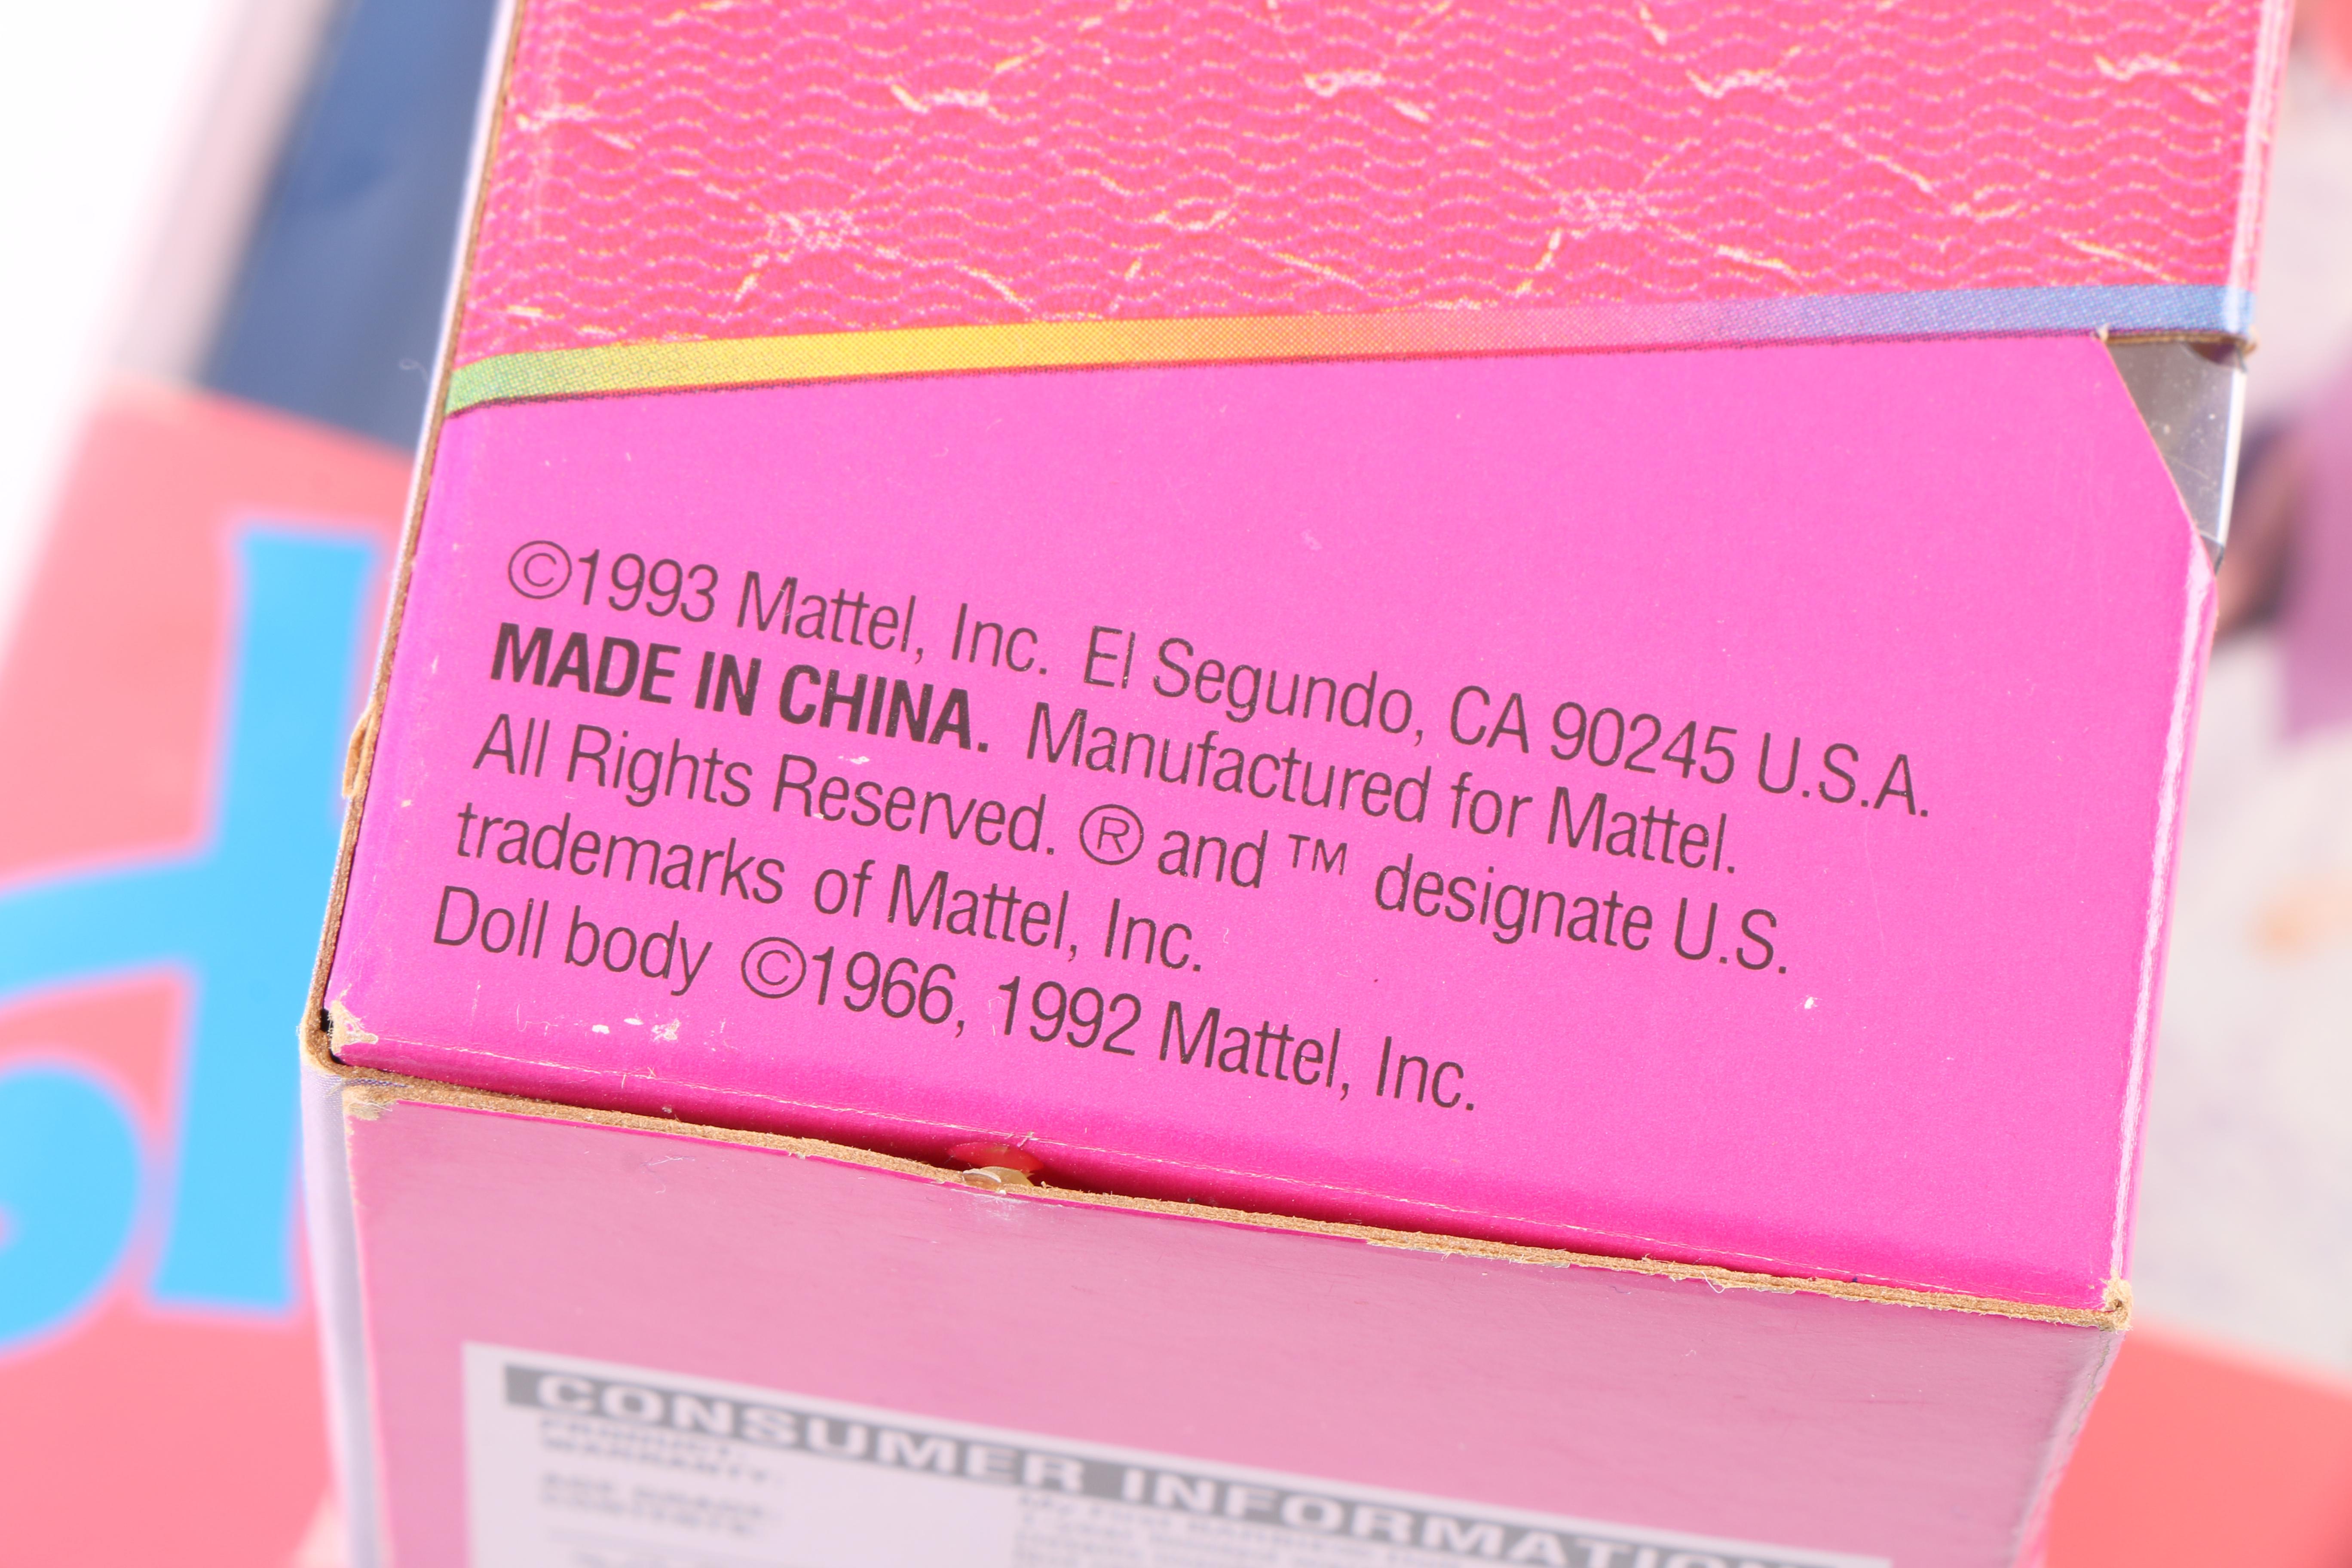 ©1993 Mattel, Inc. El Segundo, CA 90245 U.S.A.
MADE IN CHINA. Manufactured for Mattel.
All Rights Reserved. ® and ™ designate U.S.
trademarks of Mattel, Inc.
Doll body ©1966, 1992 Mattel, Inc.
CONSUMER INFORMATION
WARRANTY: